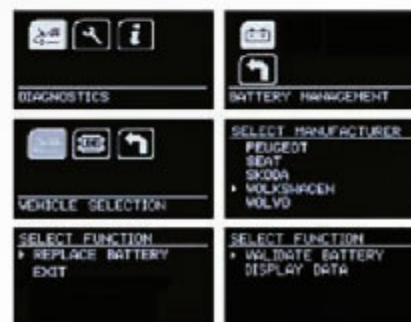 DIAGNOSTICS
BATTERY MANAGEMENT
VEHICLE SELECTION
SELECT MANUFACTURER
PEUGEOT
SEAT
SKODA
VOLKSWAGEN
VOLVO
SELECT FUNCTION
REPLACE BATTERY
EXIT
SELECT FUNCTION
VALIDATE BATTERY
DISPLAY DATA